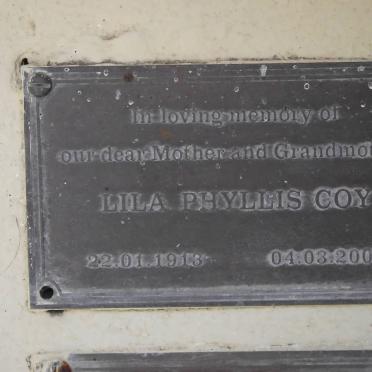 In loving memory of
our dear Mother and Grandmo
LILA PHYLLIS COY
22.01.1913 04.03.200